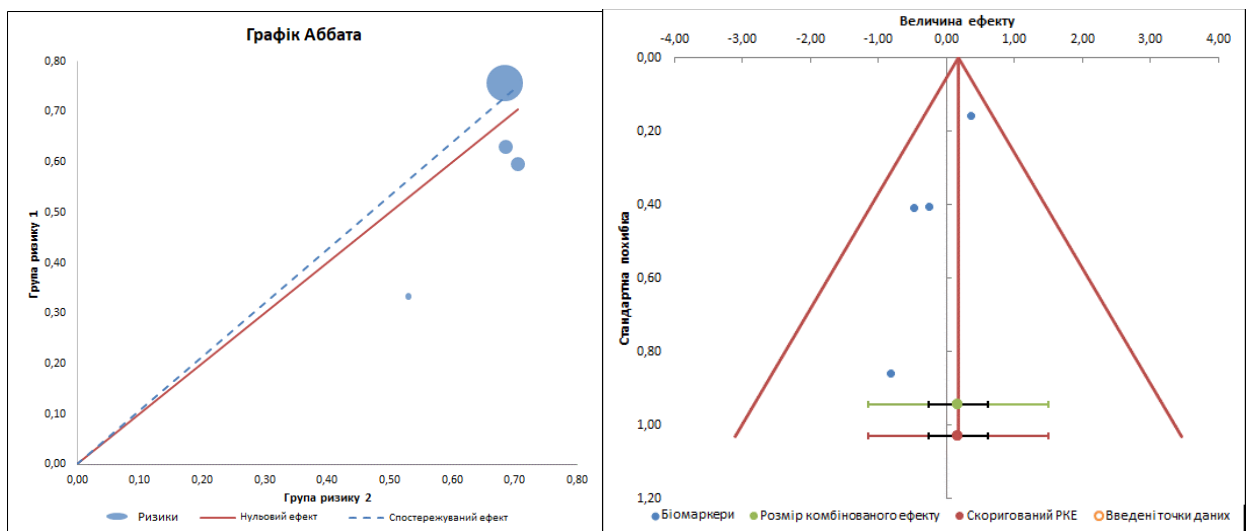 Графік Аббата
0,80
0,70
0,60
0,50
0,40
0,30
0,20
0,10
0,00
Група ризику 1
0,00 0,10 0,20 0,30 0,40 0,50 0,60 0,70 0,80
Група ризику 2
Ризики Нульовий ефект Спостережуваний ефект
Величина ефекту
-4,00 -3,00 -2,00 -1,00 0,00 1,00 2,00 3,00 4,00
0,00
0,20
0,40
0,60
0,80
1,00
1,20
Стандартна похибка
Біомаркери Розмір комбінованого ефекту Скоригований РКЕ Введені точки даних